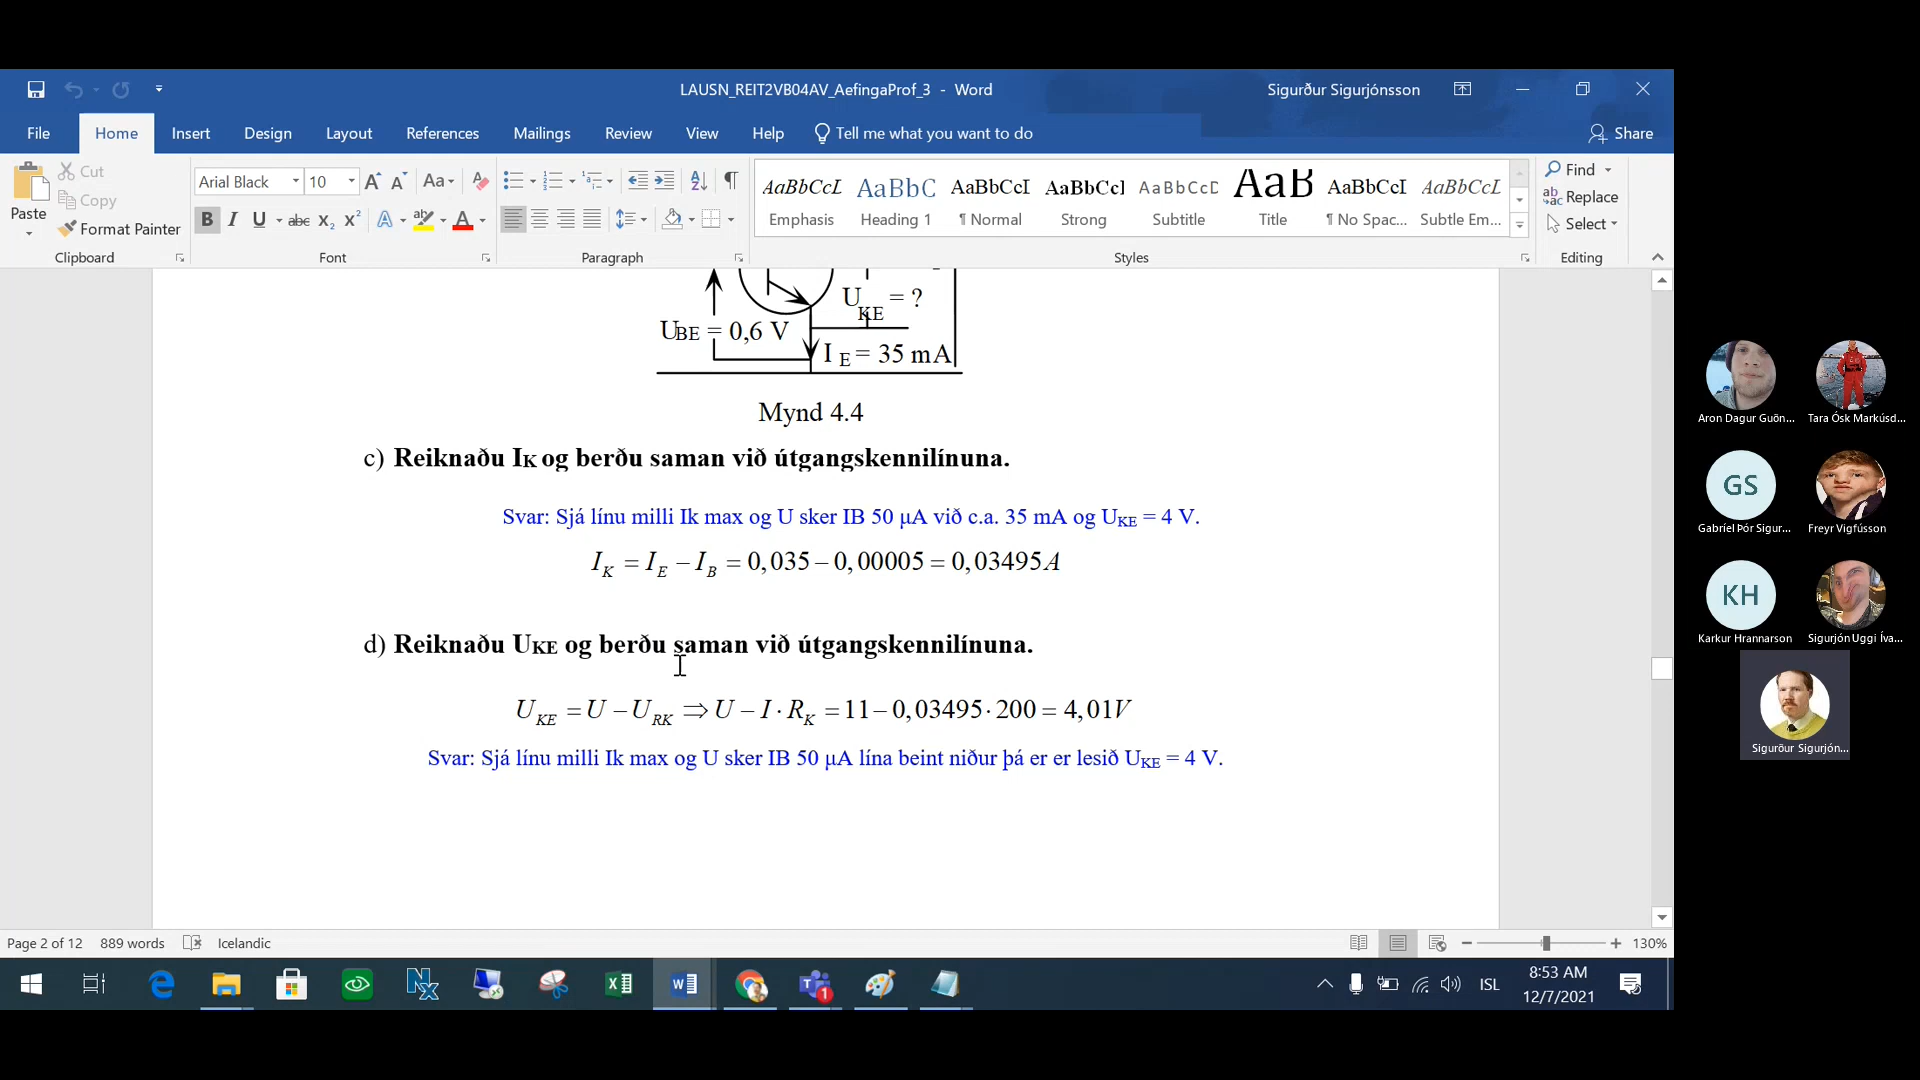 LAUSN_REIT2VB04AV_AefingaProf_3 - Word
Sigurður Sigurjónsson
File Home Insert Design Layout References Mailings Review View Help Tell me what you want to do Share
Paste
Cut
Copy
Format Painter
Clipboard
Arial Black 10
Font
Paragraph
AaBbCcL AaBbC AaBbCcI AaBbCcl AaBbCcD AaB AaBbCcI AaBbCcL
Emphasis Heading 1 ¶ Normal Strong Subtitle Title ¶ No Spac... Subtle Em...
Styles
Find
Replace
Select
Editing
U KE = ?
UBE = 0,6 V
I E = 35 mA
Mynd 4.4
c) Reiknaðu IK og berðu saman við útgangskennilínuna.
Svar: Sjá línu milli Ik max og U sker IB 50 µA við c.a. 35 mA og UKE = 4 V.
I_K = I_E − I_B = 0,035 − 0,00005 = 0,03495A
d) Reiknaðu UKE og berðu saman við útgangskennilínuna.
U_KE = U − U_RK ⇒ U − I · R_K = 11 − 0,03495 · 200 = 4,01V
Svar: Sjá línu milli Ik max og U sker IB 50 µA lína beint niður þá er er lesið UKE = 4 V.
Page 2 of 12 889 words Icelandic 130%
ISL
8:53 AM
12/7/2021
Aron Dagur Guðn...
Tara Ósk Markúsd...
GS
Gabríel Þór Sigur...
Freyr Vigfússon
KH
Karkur Hrannarson
Sigurjón Uggi Íva...
Sigurður Sigurjón...